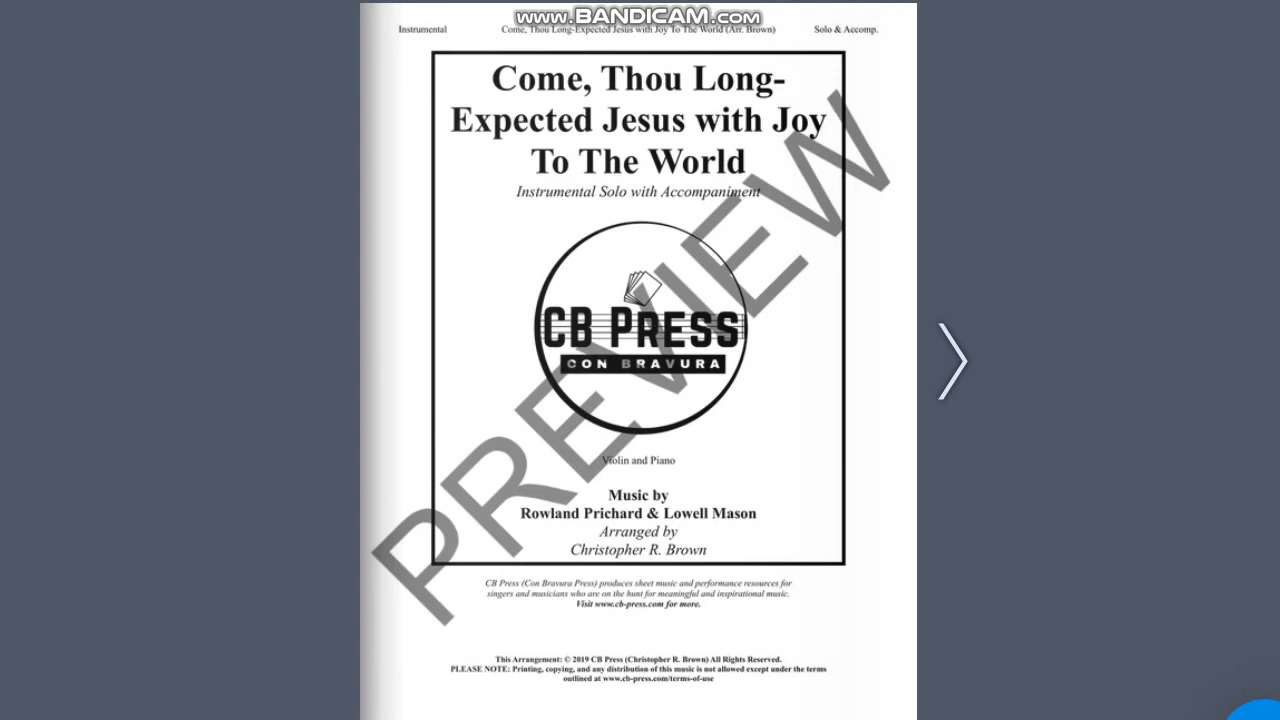 www.BANDICAM.com
Instrumental Come, Thou Long-Expected Jesus with Joy To The World (Arr. Brown) Solo & Accomp.
Come, Thou Long-
Expected Jesus with Joy
To The World
Instrumental Solo with Accompaniment
CB PRESS
CON BRAVURA
PREVIEW
Violin and Piano
Music by
Rowland Prichard & Lowell Mason
Arranged by
Christopher R. Brown
CB Press (Con Bravura Press) produces sheet music and performance resources for
singers and musicians who are on the hunt for meaningful and inspirational music.
Visit www.cb-press.com for more.
This Arrangement: © 2019 CB Press (Christopher R. Brown) All Rights Reserved.
PLEASE NOTE: Printing, copying, and any distribution of this music is not allowed except under the terms
outlined at www.cb-press.com/terms-of-use